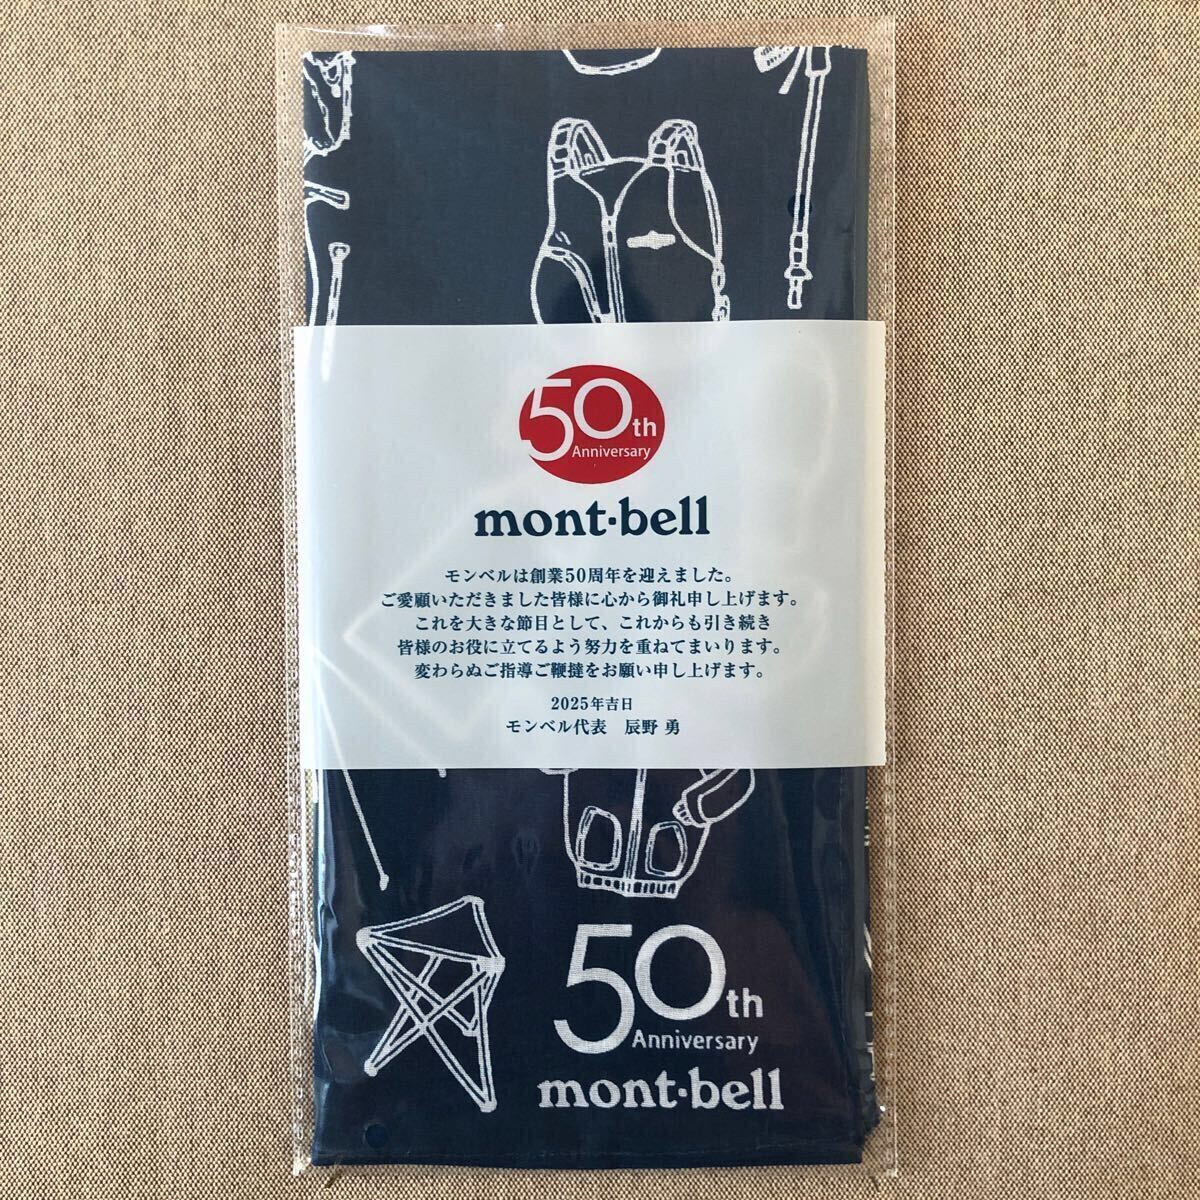 50th
Anniversary
mont-bell
モンベルは創業50周年を迎えました。
ご愛顧いただきました皆様に心から御礼申し上げます。
これを大きな節目として、これからも引き続き
皆様のお役に立てるよう努力を重ねてまいります。
変わらぬご指導ご鞭撻をお願い申し上げます。
2025年吉日
モンベル代表　辰野 勇
50th
Anniversary
mont-bell